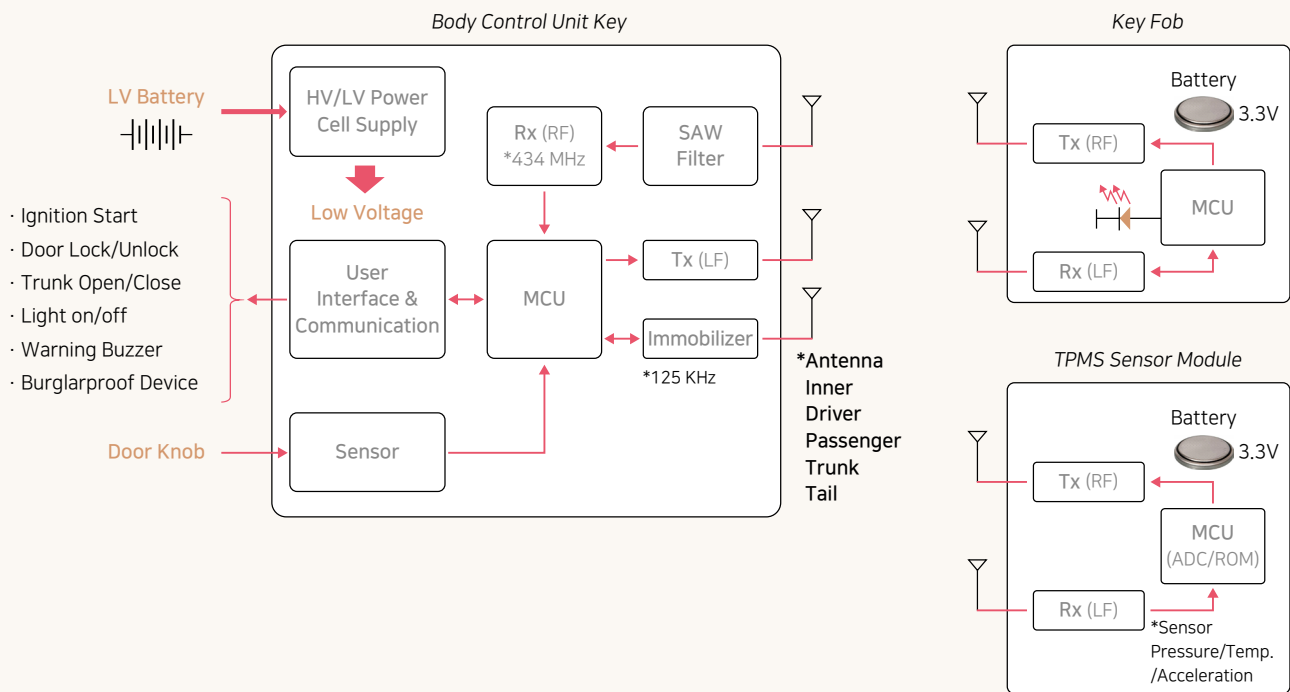 Body Control Unit Key
LV Battery
HV/LV Power
Cell Supply
Low Voltage
Rx (RF)
*434 MHz
SAW
Filter
· Ignition Start
· Door Lock/Unlock
· Trunk Open/Close
· Light on/off
· Warning Buzzer
· Burglarproof Device
User
Interface &
Communication
MCU
Tx (LF)
Immobilizer
*125 KHz
*Antenna
Inner
Driver
Passenger
Trunk
Tail
Door Knob
Sensor
Key Fob
Battery
3.3V
Tx (RF)
MCU
Rx (LF)
TPMS Sensor Module
Battery
3.3V
Tx (RF)
MCU
(ADC/ROM)
Rx (LF)
*Sensor
Pressure/Temp.
/Acceleration